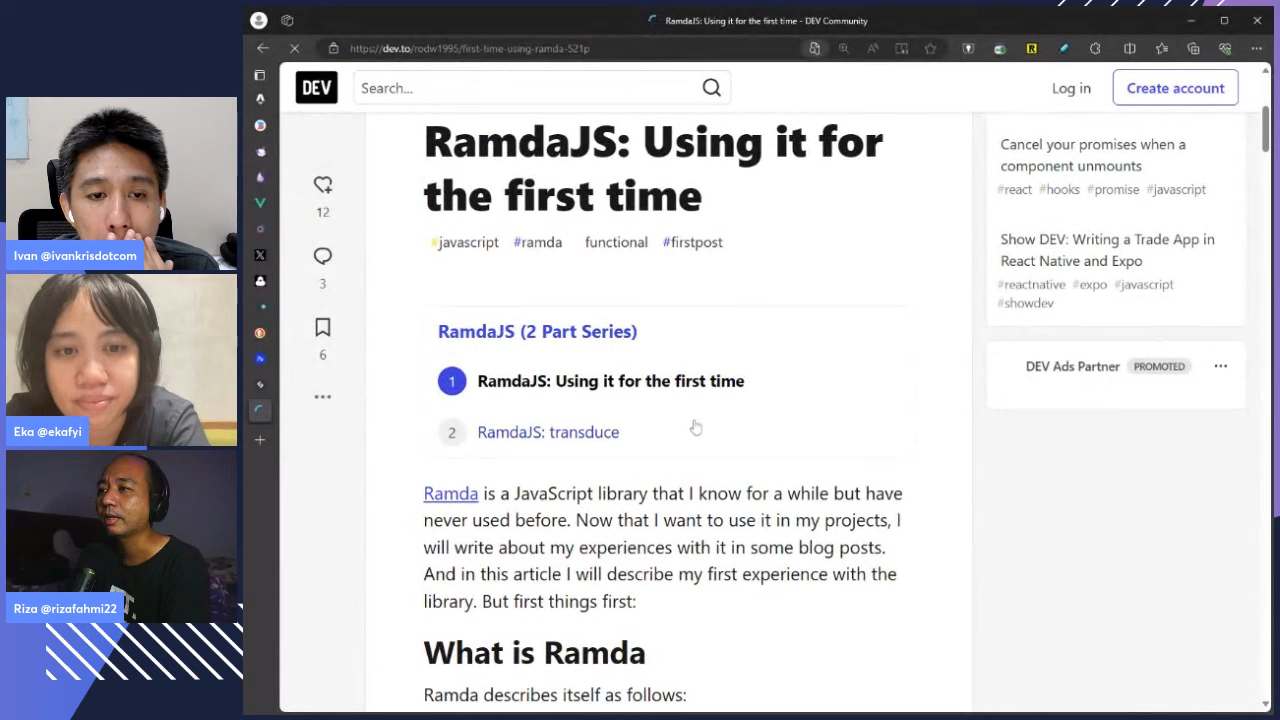 RamdaJS: Using it for the first time - DEV Community
https://dev.to/rodw1995/first-time-using-ramda-521p
DEV
Search...
Log in
Create account
RamdaJS: Using it for
the first time
#javascript #ramda functional #firstpost
12
3
6
RamdaJS (2 Part Series)
1 RamdaJS: Using it for the first time
2 RamdaJS: transduce
Ramda is a JavaScript library that I know for a while but have
never used before. Now that I want to use it in my projects, I
will write about my experiences with it in some blog posts.
And in this article I will describe my first experience with the
library. But first things first:
What is Ramda
Ramda describes itself as follows:
Cancel your promises when a
component unmounts
#react #hooks #promise #javascript
Show DEV: Writing a Trade App in
React Native and Expo
#reactnative #expo #javascript
#showdev
DEV Ads Partner PROMOTED
Ivan @ivankrisdotcom
Eka @ekafyi
Riza @rizafahmi22